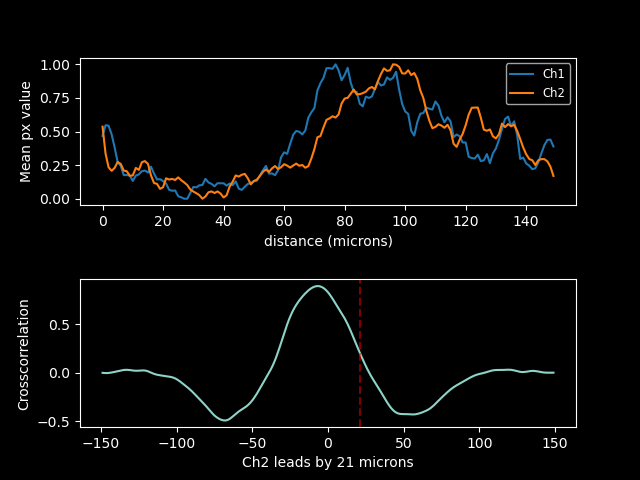 1.00
0.75
0.50
0.25
0.00
Mean px value
Ch1
Ch2
0 20 40 60 80 100 120 140
distance (microns)
0.5
0.0
−0.5
Crosscorrelation
−150 −100 −50 0 50 100 150
Ch2 leads by 21 microns